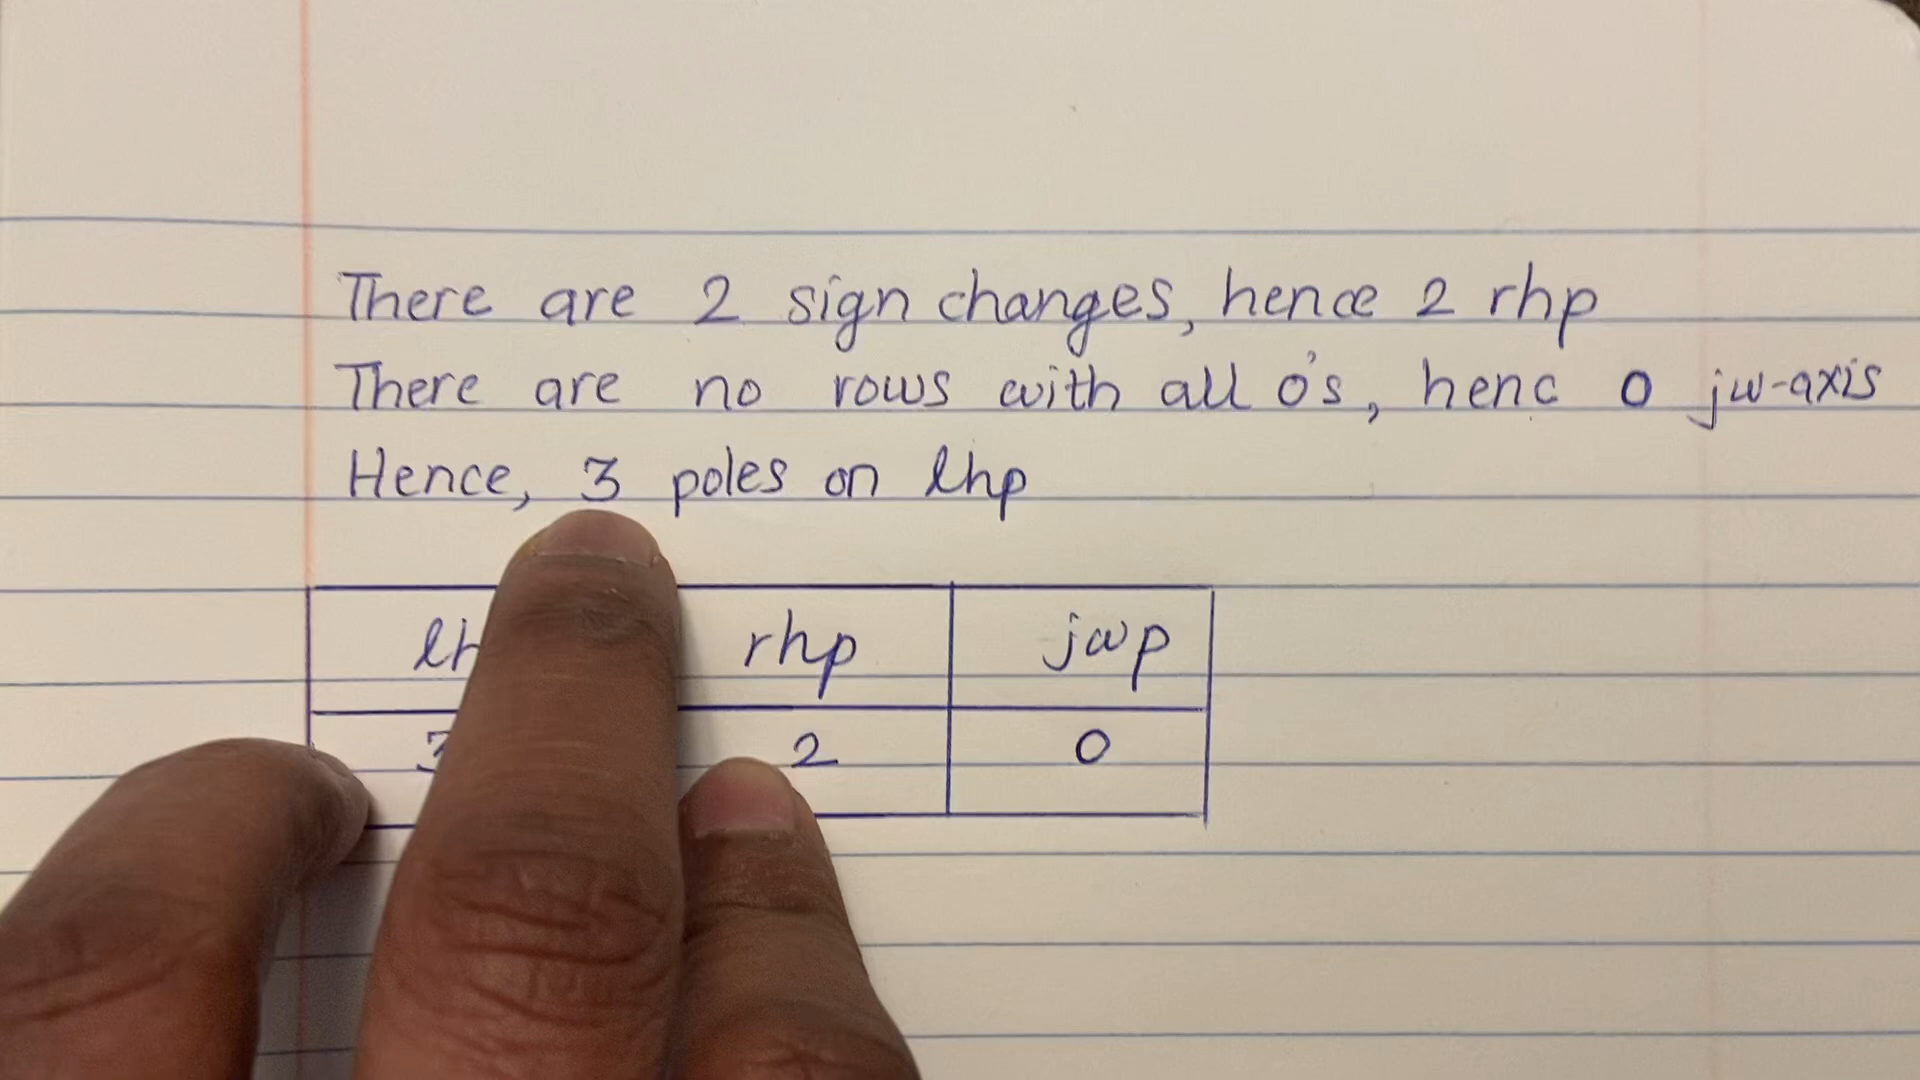 There are 2 sign changes, hence 2 rhp
There are no rows with all 0's, henc 0 jw-axis
Hence, 3 poles on lhp
rhp jwp
2 0